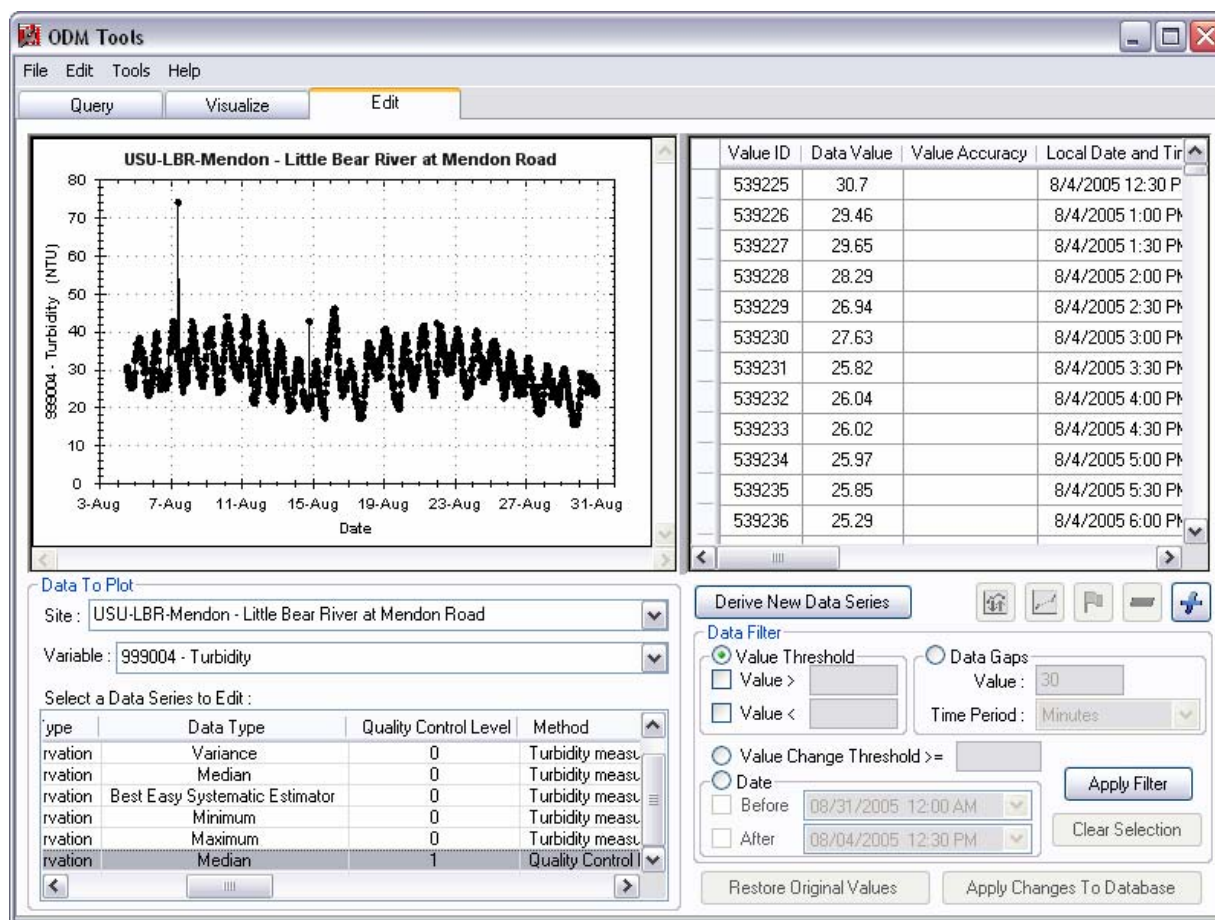 ODM Tools
File Edit Tools Help
Query Visualize Edit
USU-LBR-Mendon - Little Bear River at Mendon Road
80
70
60
50
40
30
20
10
0
999004 - Turbidity (NTU)
3-Aug 7-Aug 11-Aug 15-Aug 19-Aug 23-Aug 27-Aug 31-Aug
Date
Value ID Data Value Value Accuracy Local Date and Tir
539225 30.7 8/4/2005 12:30 P
539226 29.46 8/4/2005 1:00 PM
539227 29.65 8/4/2005 1:30 PM
539228 28.29 8/4/2005 2:00 PM
539229 26.94 8/4/2005 2:30 PM
539230 27.63 8/4/2005 3:00 PM
539231 25.82 8/4/2005 3:30 PM
539232 26.04 8/4/2005 4:00 PM
539233 26.02 8/4/2005 4:30 PM
539234 25.97 8/4/2005 5:00 PM
539235 25.85 8/4/2005 5:30 PM
539236 25.29 8/4/2005 6:00 PM
Data To Plot
Site : USU-LBR-Mendon - Little Bear River at Mendon Road
Variable : 999004 - Turbidity
Select a Data Series to Edit :
ype Data Type Quality Control Level Method
rvation Variance 0 Turbidity measu
rvation Median 0 Turbidity measu
rvation Best Easy Systematic Estimator 0 Turbidity measu
rvation Minimum 0 Turbidity measu
rvation Maximum 0 Turbidity measu
rvation Median 1 Quality Control l
Derive New Data Series
Data Filter
Value Threshold
Value >
Value <
Data Gaps
Value : 30
Time Period : Minutes
Value Change Threshold >=
Date
Before 08/31/2005 12:00 AM
After 08/04/2005 12:30 PM
Apply Filter
Clear Selection
Restore Original Values
Apply Changes To Database